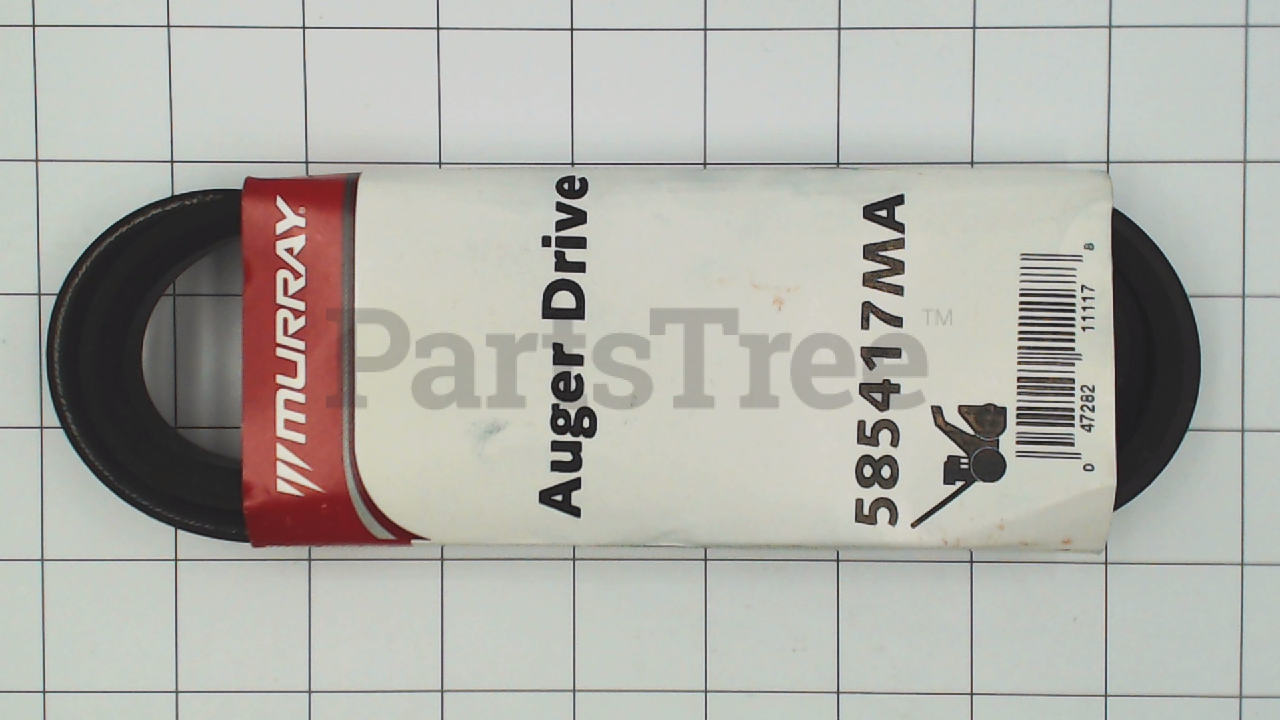 MURRAY
Auger Drive
585417MA
0 47282 11117 8
PartsTree™